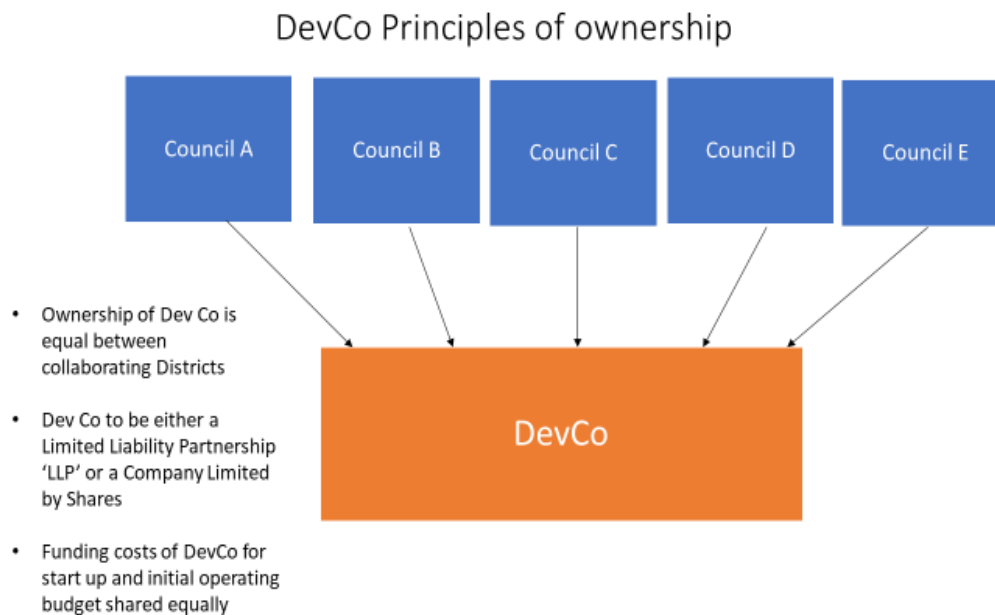 DevCo Principles of ownership
Council A
Council B
Council C
Council D
Council E
• Ownership of Dev Co is
equal between
collaborating Districts
• Dev Co to be either a
Limited Liability Partnership
‘LLP’ or a Company Limited
by Shares
• Funding costs of DevCo for
start up and initial operating
budget shared equally
DevCo